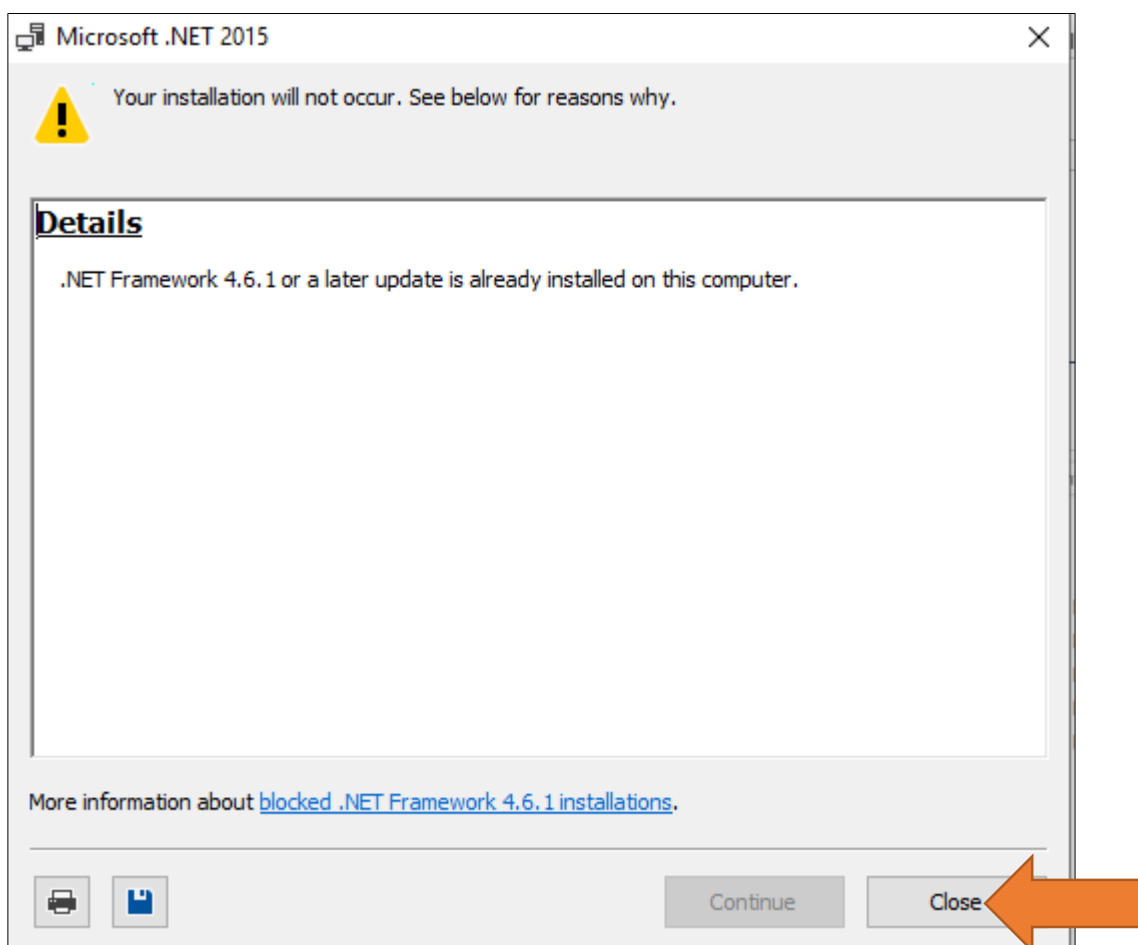 Microsoft .NET 2015
Your installation will not occur. See below for reasons why.
Details
.NET Framework 4.6.1 or a later update is already installed on this computer.
More information about blocked .NET Framework 4.6.1 installations.
Continue
Close